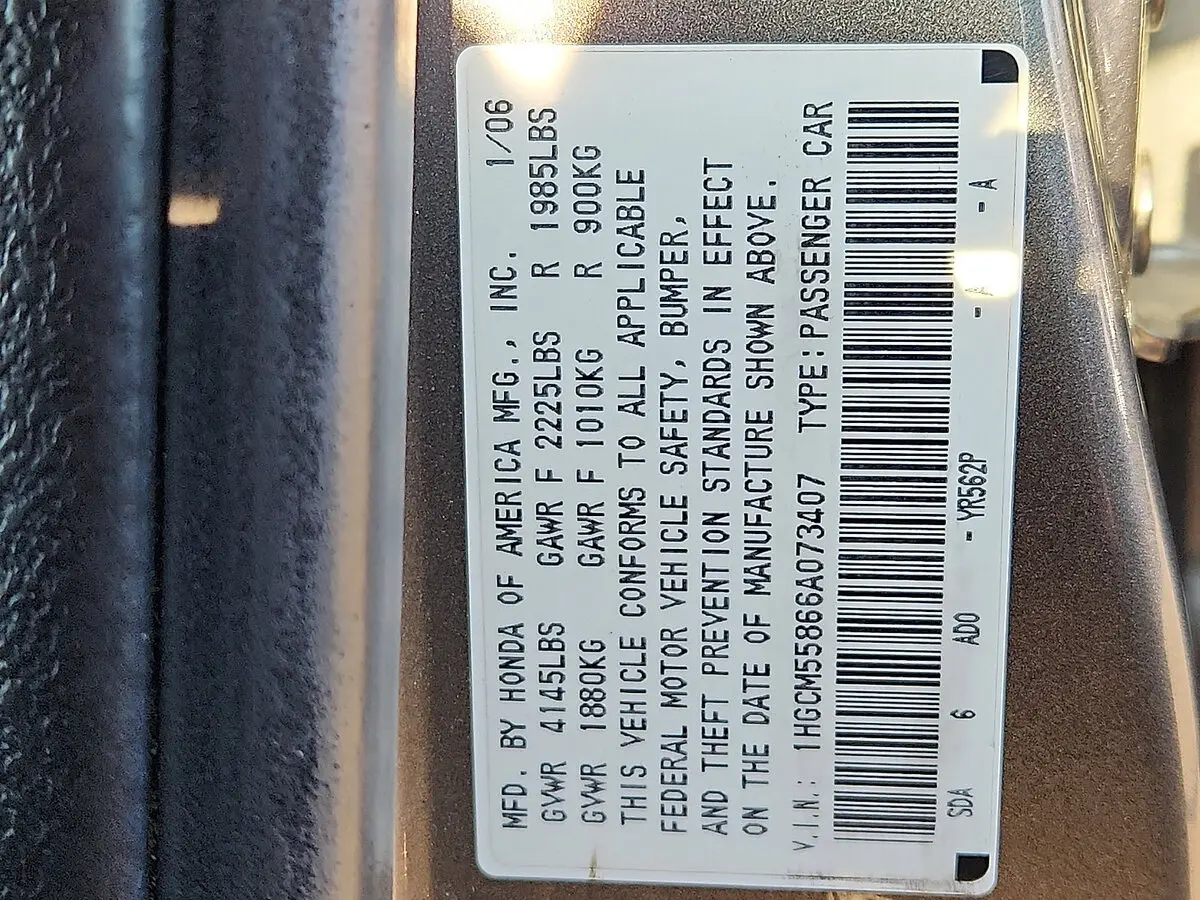 MFD. BY HONDA OF AMERICA MFG., INC. 1/06
GVWR 4145LBS GAWR F 2225LBS R 1985LBS
GVWR 1880KG GAWR F 1010KG R 900KG
THIS VEHICLE CONFORMS TO ALL APPLICABLE
FEDERAL MOTOR VEHICLE SAFETY, BUMPER,
AND THEFT PREVENTION STANDARDS IN EFFECT
ON THE DATE OF MANUFACTURE SHOWN ABOVE.
V.I.N.: 1HGCM55866A073407 TYPE: PASSENGER CAR
SDA 6 ADO - YR562P - A - A